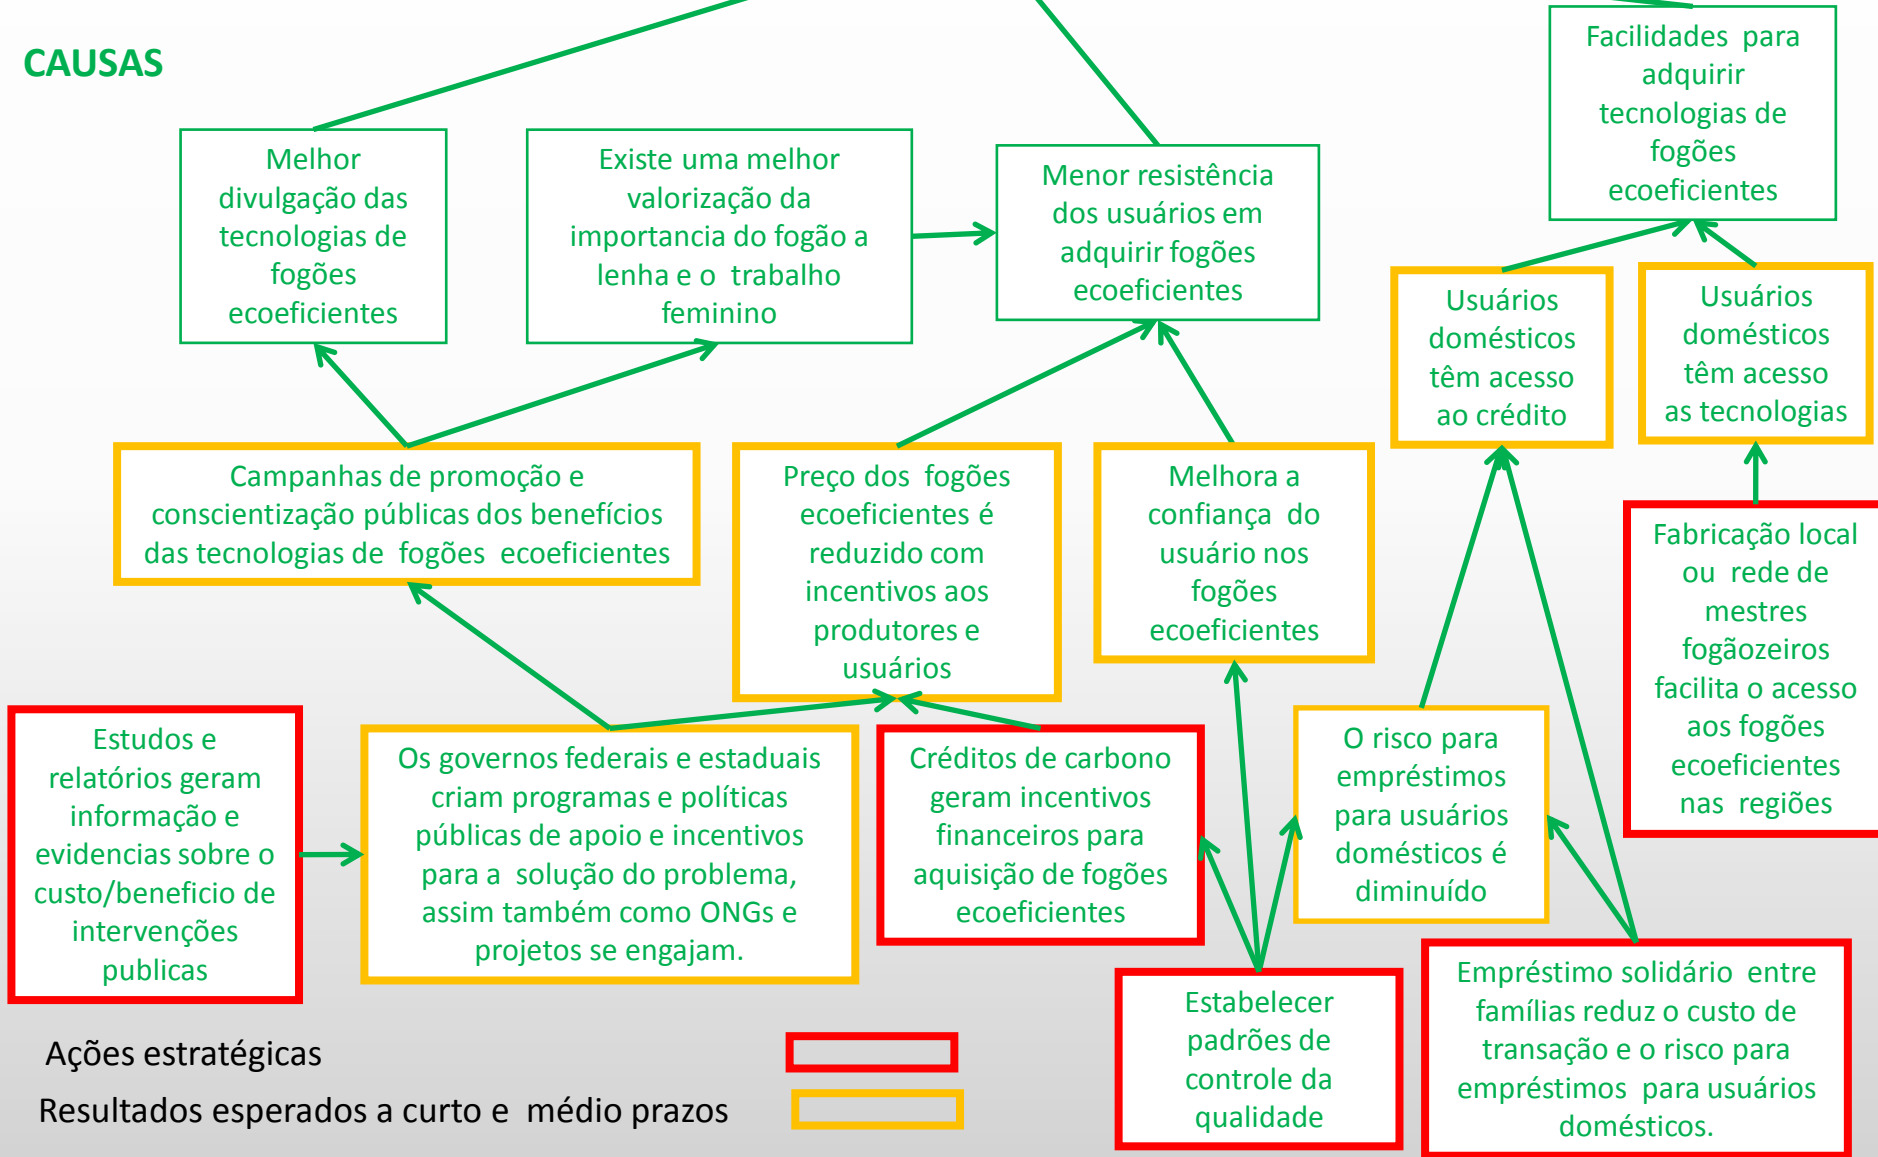 CAUSAS
Facilidades para
adquirir
tecnologias de
fogões
ecoeficientes
Melhor
divulgação das
tecnologias de
fogões
ecoeficientes
Existe uma melhor
valorização da
importancia do fogão a
lenha e o trabalho
feminino
Menor resistência
dos usuários em
adquirir fogões
ecoeficientes
Usuários
domésticos
têm acesso
ao crédito
Usuários
domésticos
têm acesso
as tecnologias
Campanhas de promoção e
conscientização públicas dos benefícios
das tecnologias de fogões ecoeficientes
Preço dos fogões
ecoeficientes é
reduzido com
incentivos aos
produtores e
usuários
Melhora a
confiança do
usuário nos
fogões
ecoeficientes
Fabricação local
ou rede de
mestres
fogãozeiros
facilita o acesso
aos fogões
ecoeficientes
nas regiões
Estudos e
relatórios geram
informação e
evidencias sobre o
custo/beneficio de
intervenções
publicas
Os governos federais e estaduais
criam programas e políticas
públicas de apoio e incentivos
para a solução do problema,
assim também como ONGs e
projetos se engajam.
Créditos de carbono
geram incentivos
financeiros para
aquisição de fogões
ecoeficientes
O risco para
empréstimos
para usuários
domésticos é
diminuído
Estabelecer
padrões de
controle da
qualidade
Empréstimo solidário entre
famílias reduz o custo de
transação e o risco para
empréstimos para usuários
domésticos.
Ações estratégicas
Resultados esperados a curto e médio prazos